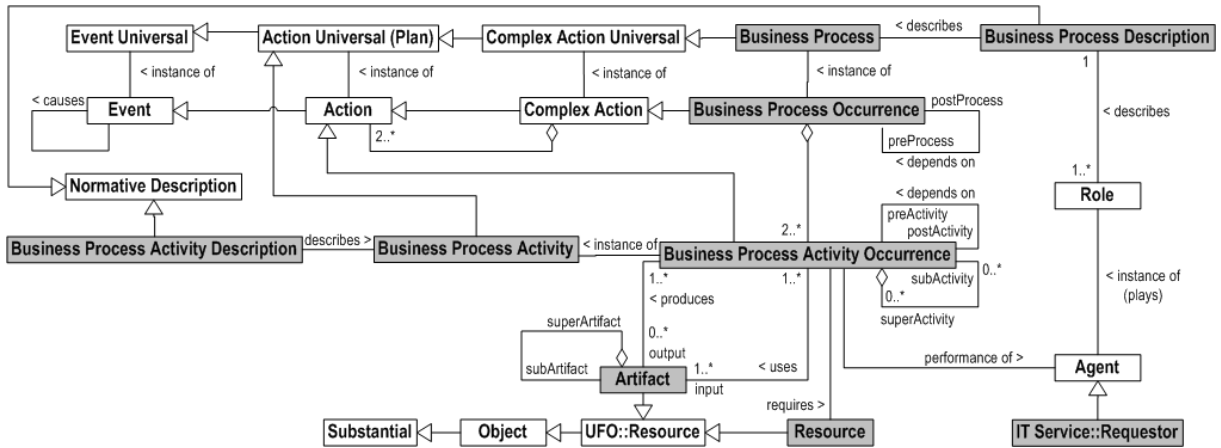 Event Universal
Action Universal (Plan)
Complex Action Universal
Business Process
< describes
Business Process Description
< instance of
< instance of
< instance of
< instance of
1
< causes
Event
Action
Complex Action
Business Process Occurrence
postProcess
2..*
preProcess
< depends on
< describes
1..*
Normative Description
Role
< depends on
preActivity
postActivity
2..*
Business Process Activity Description
describes >
Business Process Activity
< instance of
Business Process Activity Occurrence
1..*
1..*
subActivity
0..*
0..*
superActivity
< instance of
(plays)
< produces
superArtifact
0..*
output
subArtifact
Artifact
1..*
input
< uses
performance of >
Agent
requires >
Substantial
Object
UFO::Resource
Resource
IT Service::Requestor